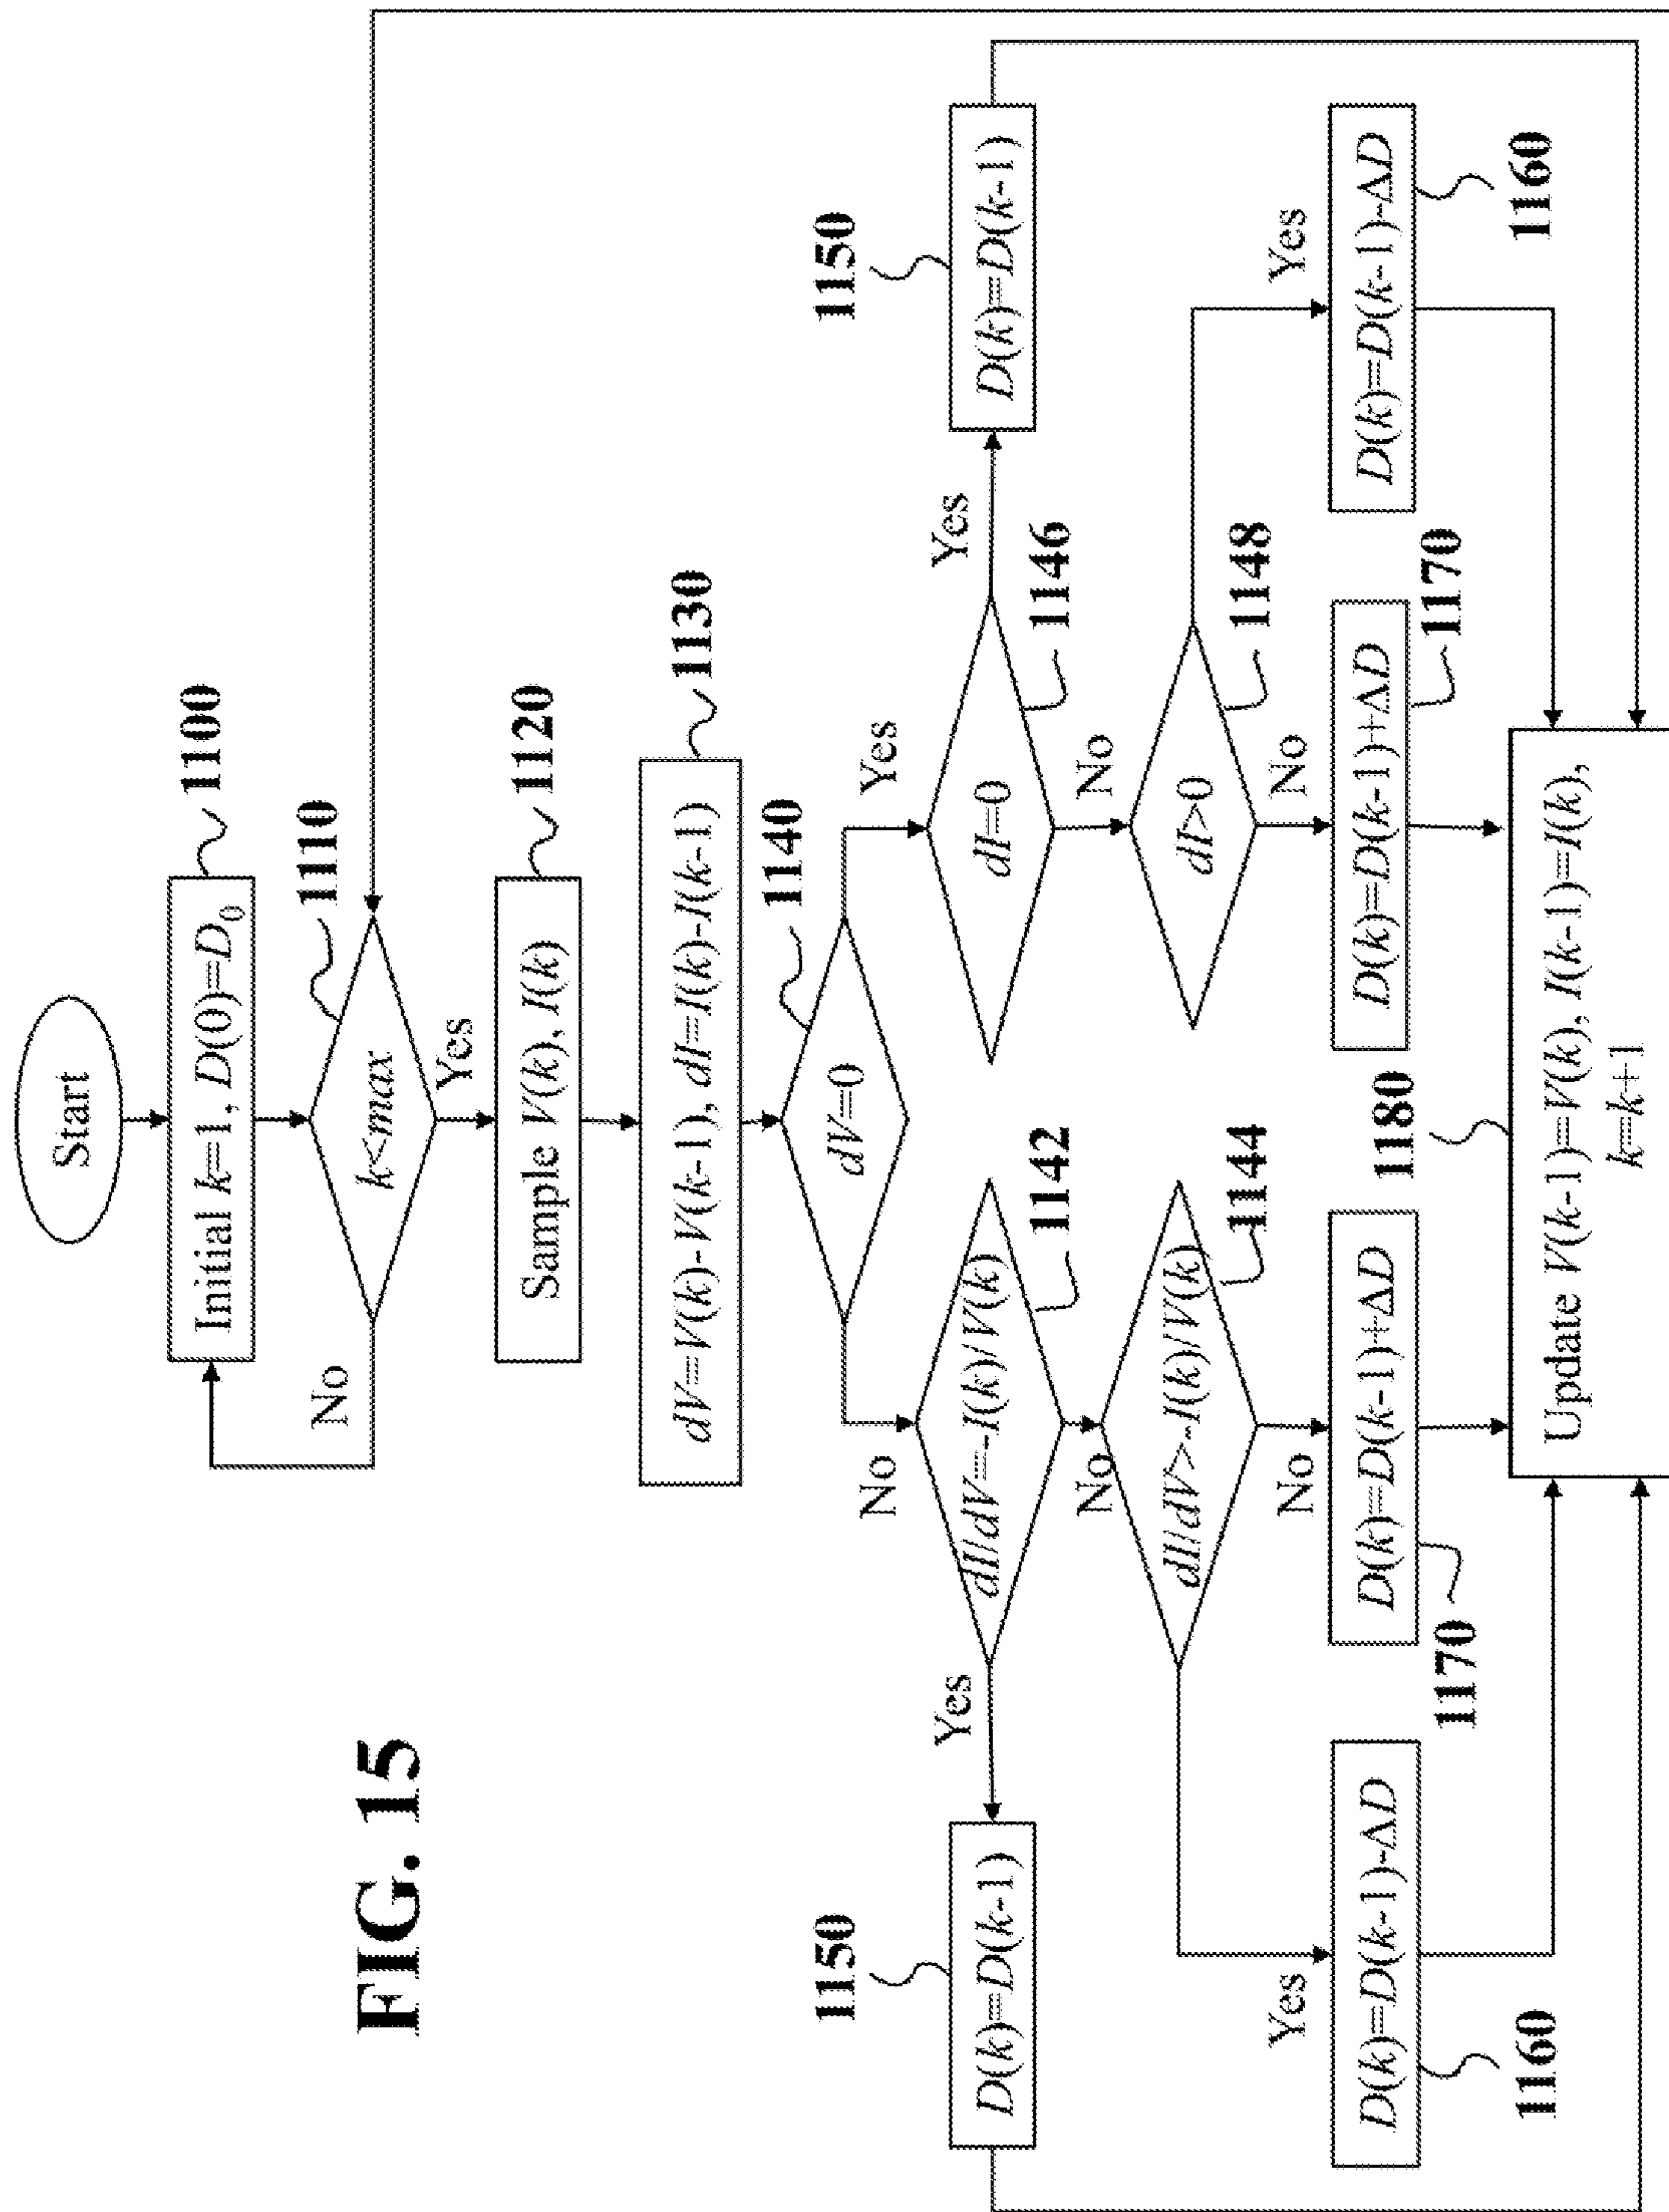 FIG. 15
Start
Initial k=1, D(0)=D₀
1100
k<max
1110
No
Yes
Sample V(k), I(k)
1120
dV=V(k)-V(k-1), dI=I(k)-I(k-1)
1130
dV=0
1140
No
Yes
dI/dV=-I(k)/V(k)
1142
Yes
No
D(k)=D(k-1)
1150
dI=0
1146
Yes
No
D(k)=D(k-1)
1150
dI/dV>-I(k)/V(k)
1144
Yes
No
dI>0
1148
No
Yes
D(k)=D(k-1)-ΔD
1160
D(k)=D(k-1)+ΔD
1170
D(k)=D(k-1)+ΔD
1170
D(k)=D(k-1)-ΔD
1160
1180
Update V(k-1)=V(k), I(k-1)=I(k),
k=k+1